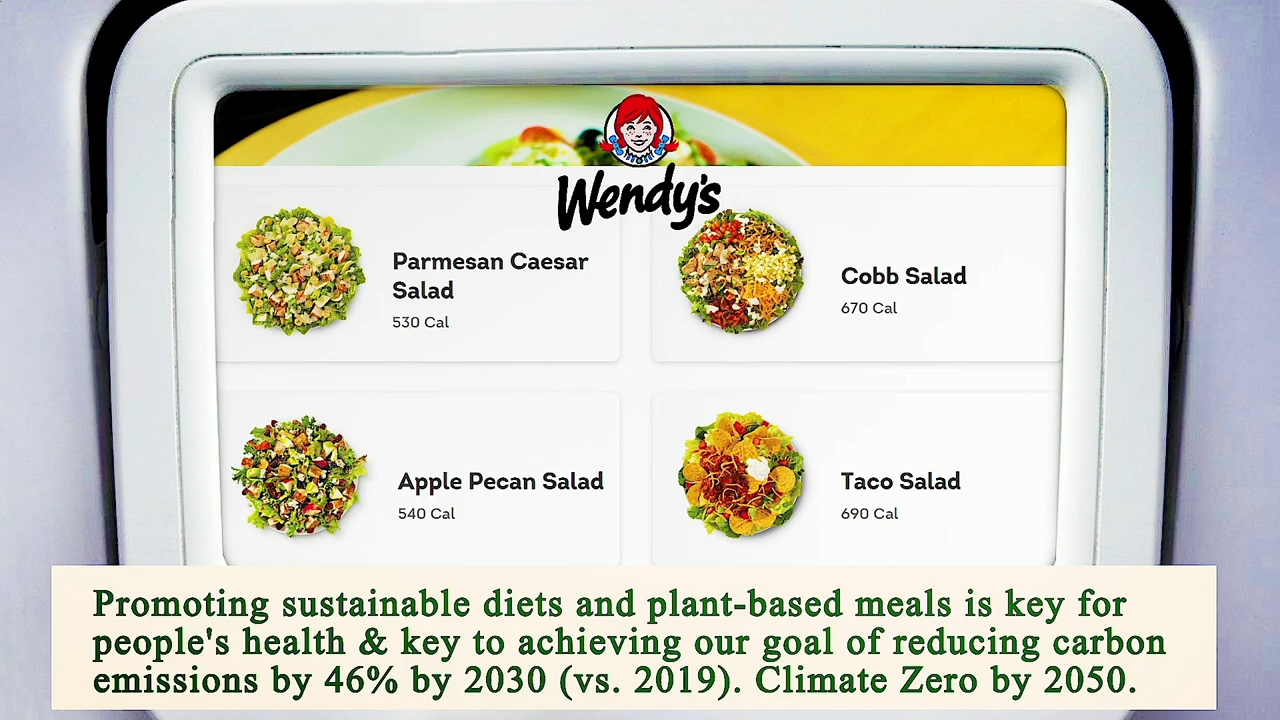 Wendy's
Parmesan Caesar
Salad
530 Cal
Cobb Salad
670 Cal
Apple Pecan Salad
540 Cal
Taco Salad
690 Cal
Promoting sustainable diets and plant-based meals is key for
people's health & key to achieving our goal of reducing carbon
emissions by 46% by 2030 (vs. 2019). Climate Zero by 2050.